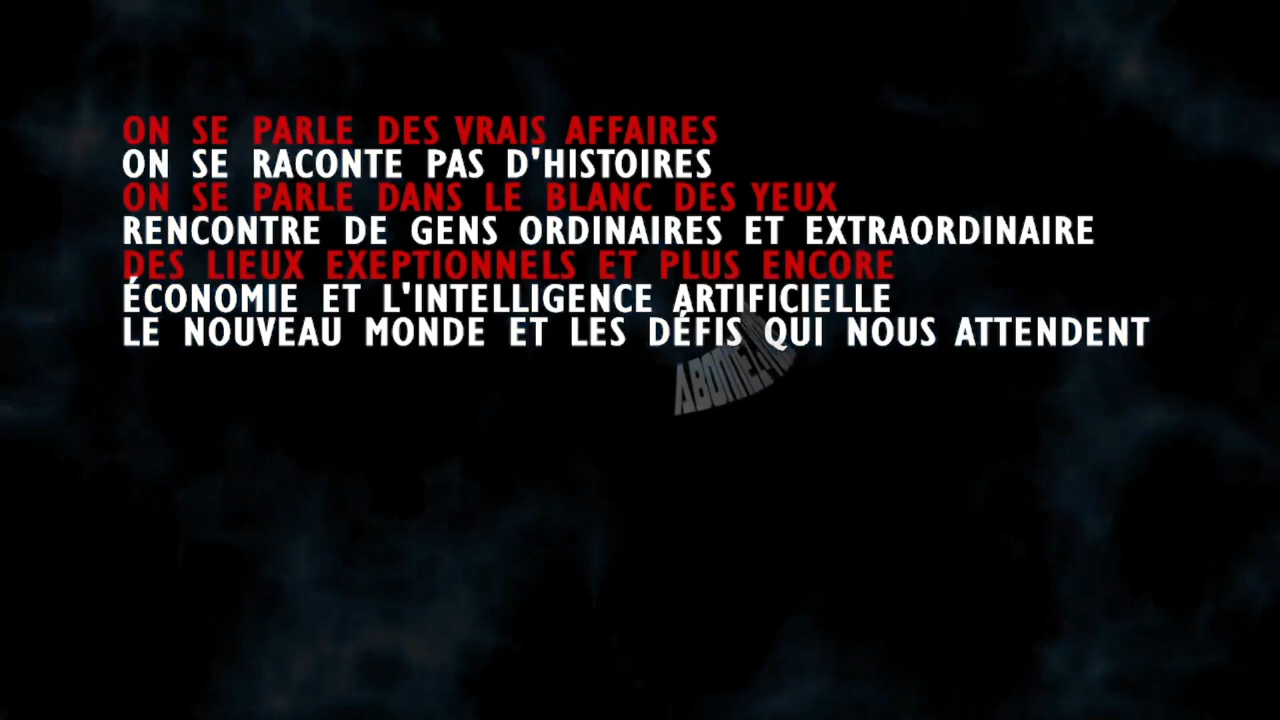 ON SE PARLE DES VRAIS AFFAIRES
ON SE RACONTE PAS D'HISTOIRES
ON SE PARLE DANS LE BLANC DES YEUX
RENCONTRE DE GENS ORDINAIRES ET EXTRAORDINAIRE
DES LIEUX EXEPTIONNELS ET PLUS ENCORE
ÉCONOMIE ET L'INTELLIGENCE ARTIFICIELLE
LE NOUVEAU MONDE ET LES DÉFIS QUI NOUS ATTENDENT